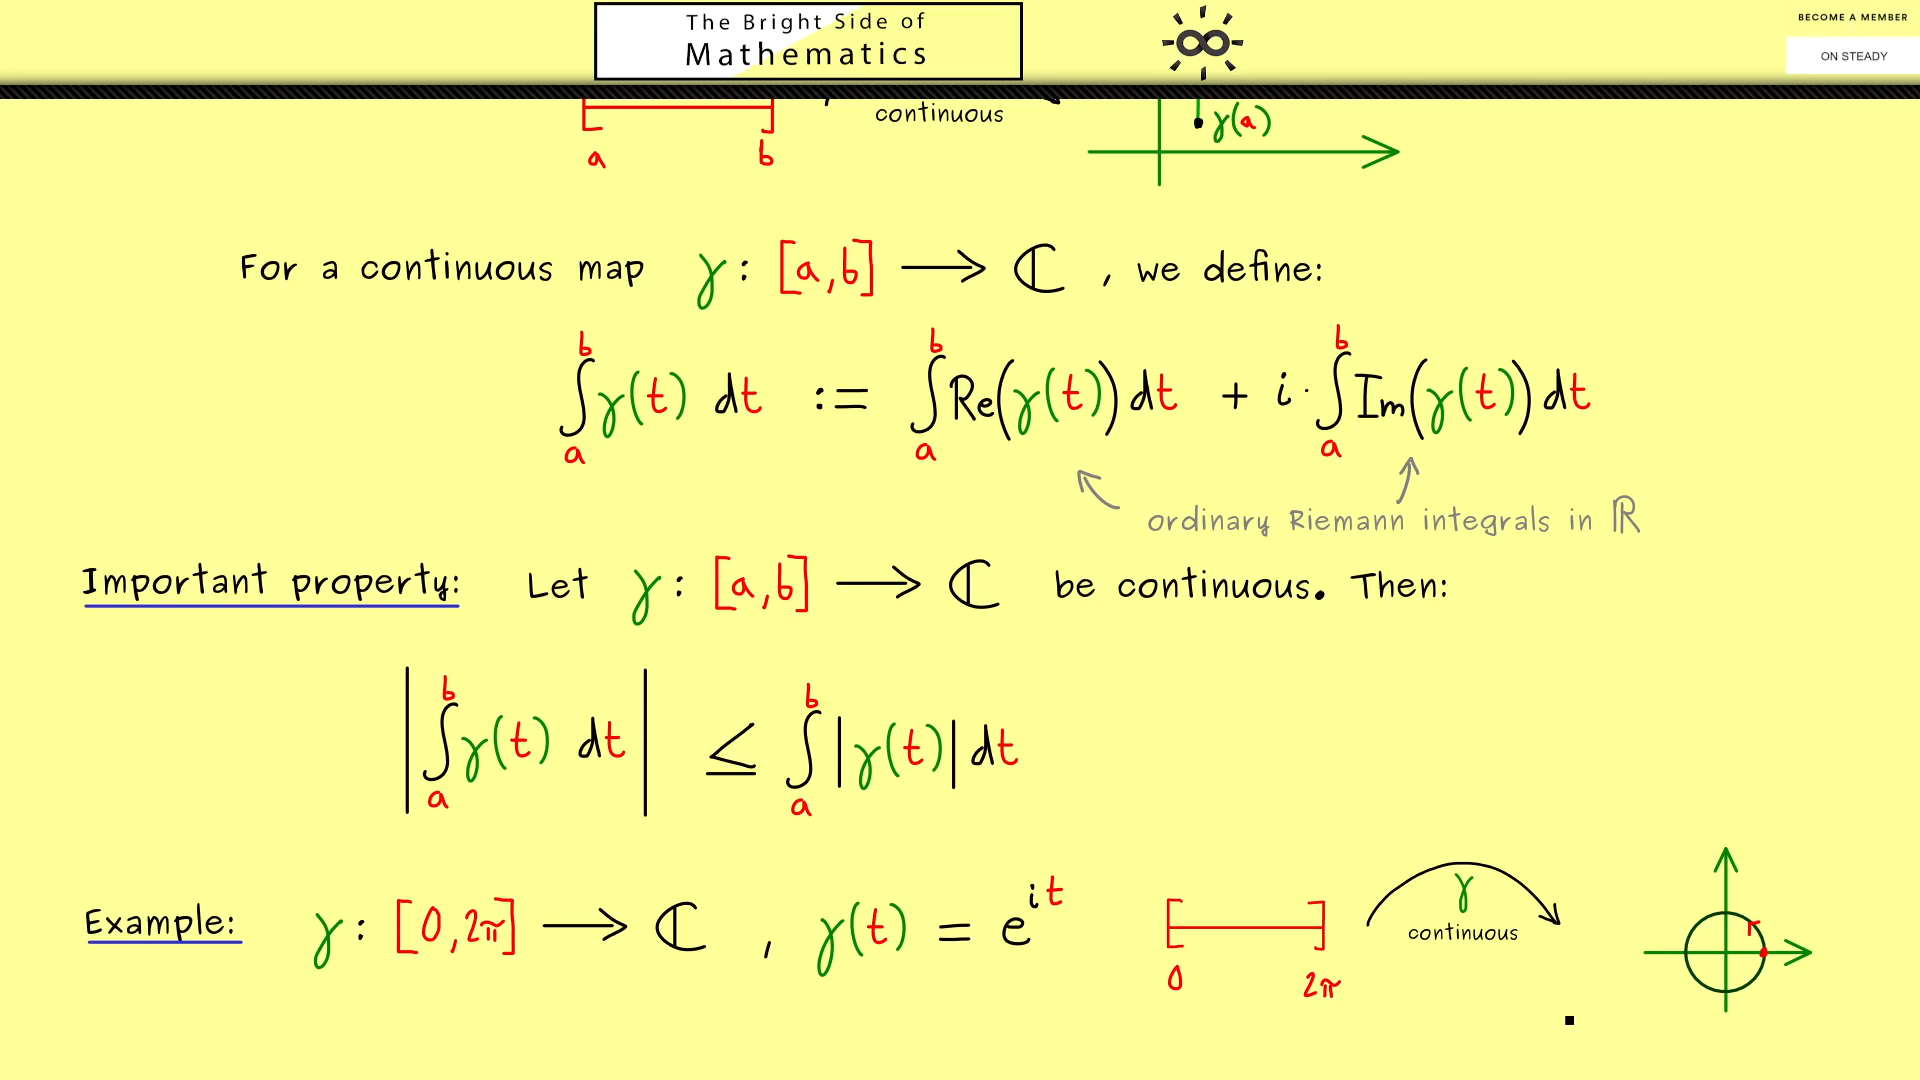 The Bright Side of
Mathematics
BECOME A MEMBER
ON STEADY
a b
continuous
γ(a)
For a continuous map γ: [a,b] ⟶ ℂ , we define:
∫_a^b γ(t) dt := ∫_a^b Re(γ(t)) dt + i · ∫_a^b Im(γ(t)) dt
ordinary Riemann integrals in ℝ
Important property: Let γ: [a,b] ⟶ ℂ be continuous. Then:
|∫_a^b γ(t) dt| ≤ ∫_a^b |γ(t)| dt
Example: γ: [0,2π] ⟶ ℂ , γ(t) = e^{it}
0 2π
γ
continuous